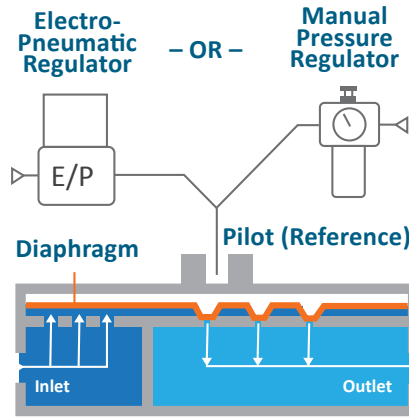 Electro-
Pneumatic
Regulator
– OR –
Manual
Pressure
Regulator
E/P
Pilot (Reference)
Diaphragm
Inlet
Outlet